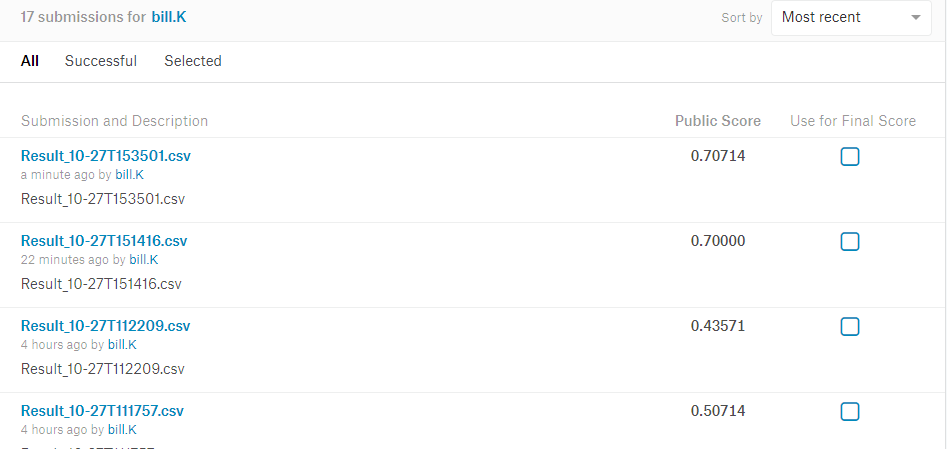 17 submissions for bill.K
Sort by Most recent
All Successful Selected
Submission and Description Public Score Use for Final Score
Result_10-27T153501.csv 0.70714
a minute ago by bill.K
Result_10-27T153501.csv
Result_10-27T151416.csv 0.70000
22 minutes ago by bill.K
Result_10-27T151416.csv
Result_10-27T112209.csv 0.43571
4 hours ago by bill.K
Result_10-27T112209.csv
Result_10-27T111757.csv 0.50714
4 hours ago by bill.K